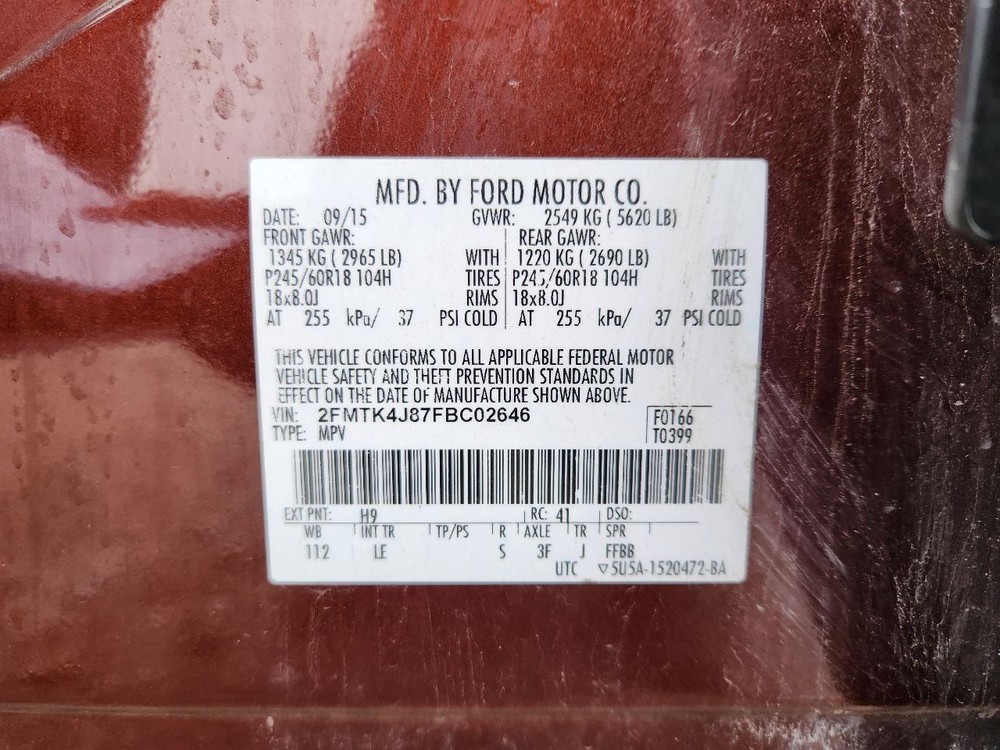 MFD. BY FORD MOTOR CO.
DATE: 09/15 GVWR: 2549 KG ( 5620 LB)
FRONT GAWR: REAR GAWR:
1345 KG ( 2965 LB) WITH 1220 KG ( 2690 LB) WITH
P245/60R18 104H TIRES P245/60R18 104H TIRES
18x8.0J RIMS 18x8.0J RIMS
AT 255 kPa/ 37 PSI COLD AT 255 kPa/ 37 PSI COLD
THIS VEHICLE CONFORMS TO ALL APPLICABLE FEDERAL MOTOR
VEHICLE SAFETY AND THEFT PREVENTION STANDARDS IN
EFFECT ON THE DATE OF MANUFACTURE SHOWN ABOVE.
VIN: 2FMTK4J87FBC02646 F0166
TYPE: MPV T0399
EXT PNT: H9 RC: 41 DSO:
WB INT TR TP/PS R AXLE TR SPR
112 LE S 3F J FFBB
UTC ▽5U5A-1520472-BA